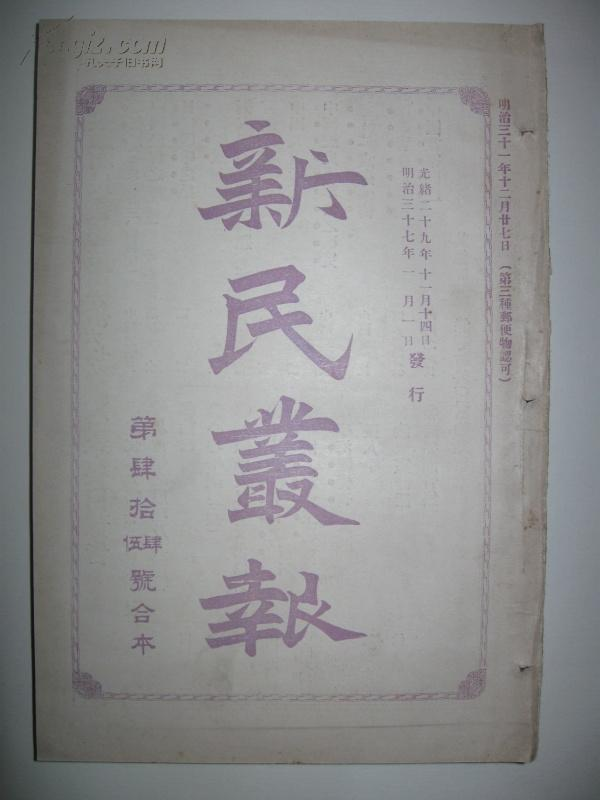 明治三十一年十二月廿七日（第三種郵便物認可）
光緒二十九年十一月十四日
明治三十七年一月一日發行
新民叢報
第肆拾肆伍號合本